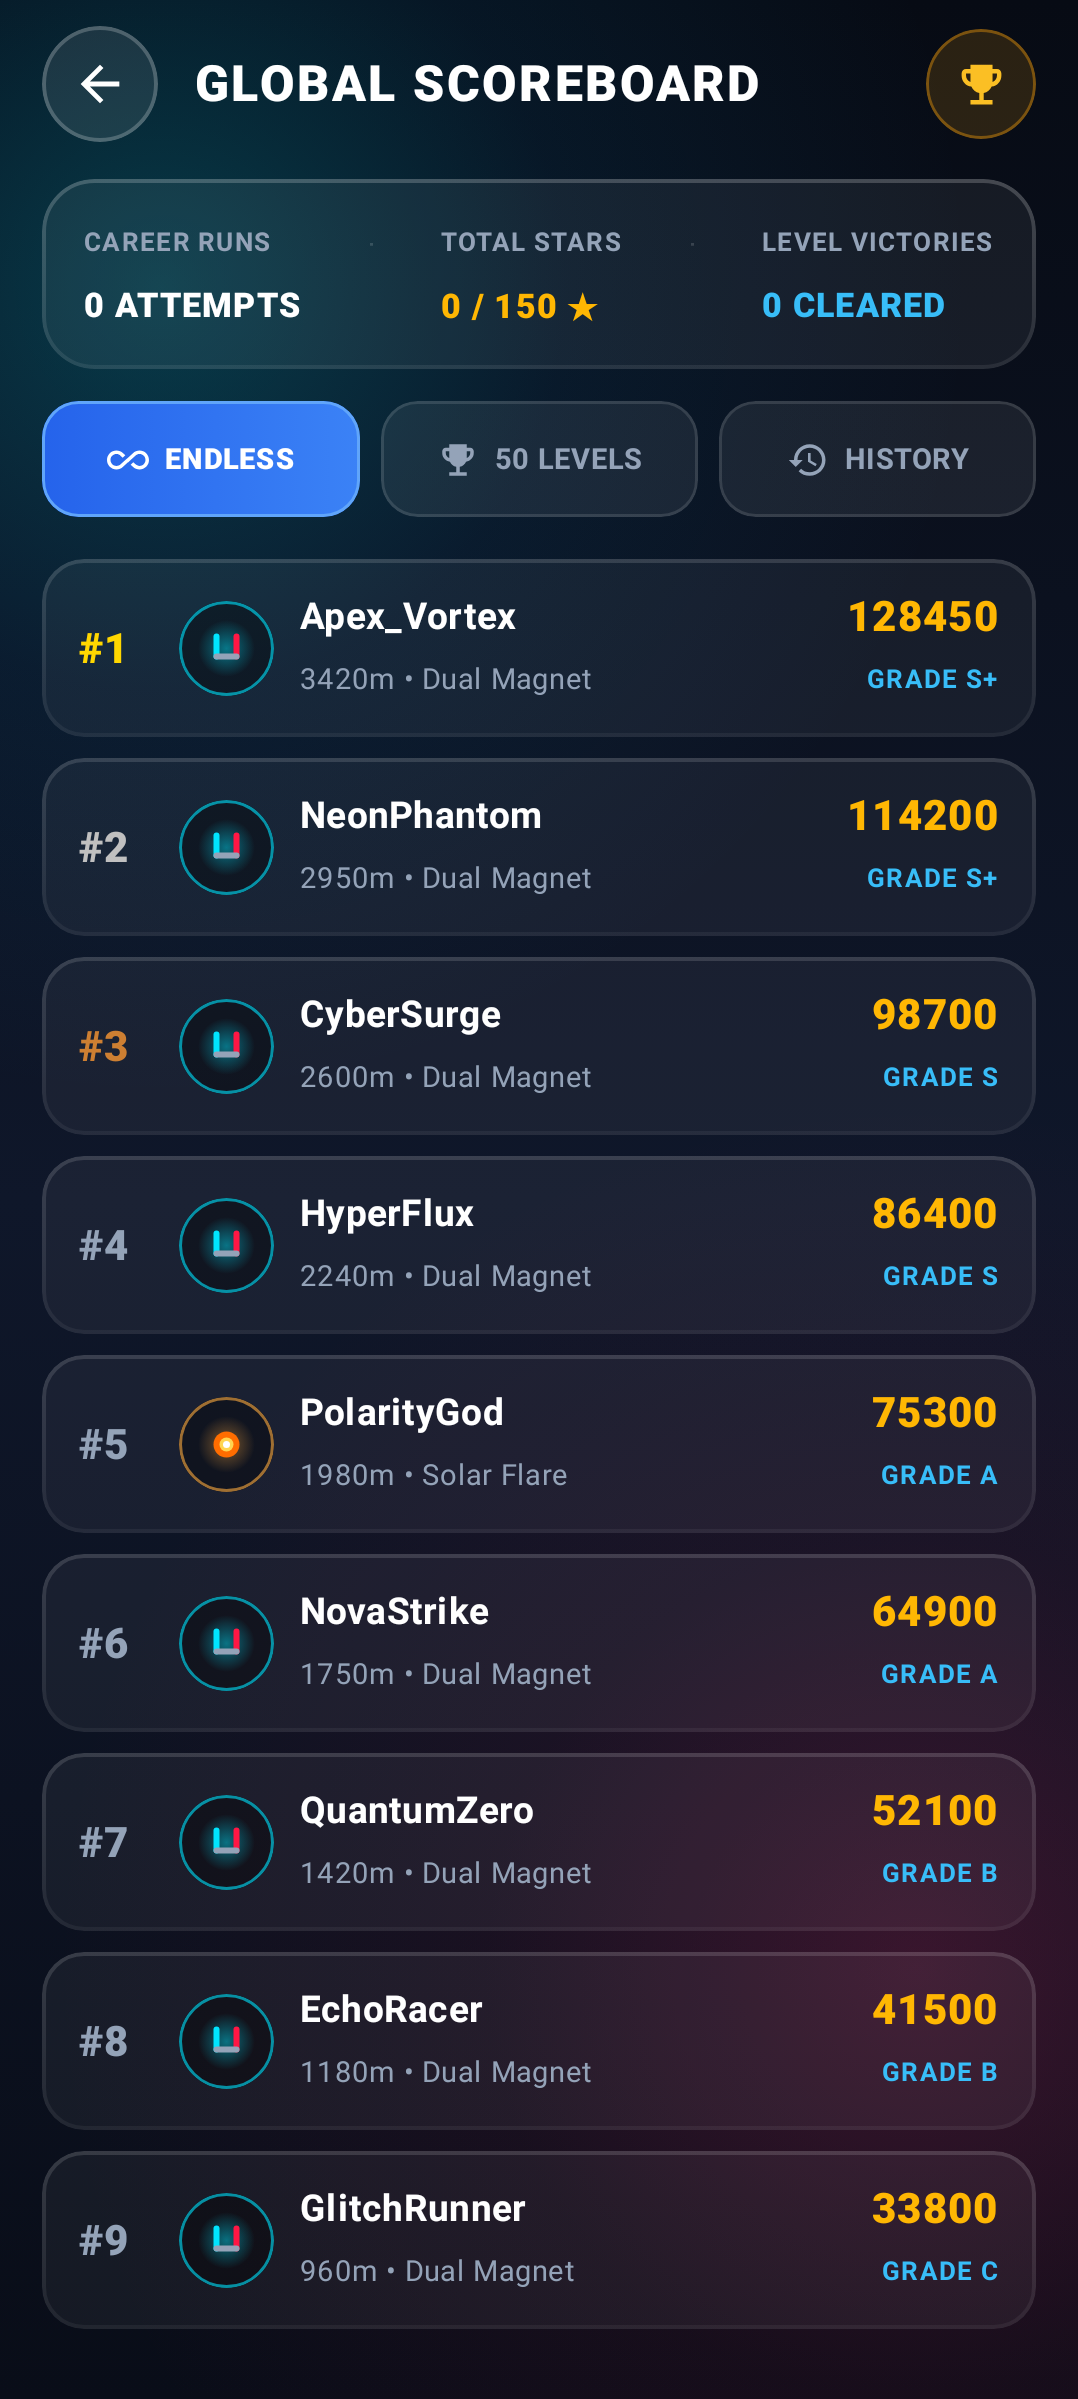 GLOBAL SCOREBOARD
CAREER RUNS
TOTAL STARS
LEVEL VICTORIES
0 ATTEMPTS
0 / 150 ★
0 CLEARED
ENDLESS
50 LEVELS
HISTORY
#1
Apex_Vortex
3420m • Dual Magnet
128450
GRADE S+
#2
NeonPhantom
2950m • Dual Magnet
114200
GRADE S+
#3
CyberSurge
2600m • Dual Magnet
98700
GRADE S
#4
HyperFlux
2240m • Dual Magnet
86400
GRADE S
#5
PolarityGod
1980m • Solar Flare
75300
GRADE A
#6
NovaStrike
1750m • Dual Magnet
64900
GRADE A
#7
QuantumZero
1420m • Dual Magnet
52100
GRADE B
#8
EchoRacer
1180m • Dual Magnet
41500
GRADE B
#9
GlitchRunner
960m • Dual Magnet
33800
GRADE C